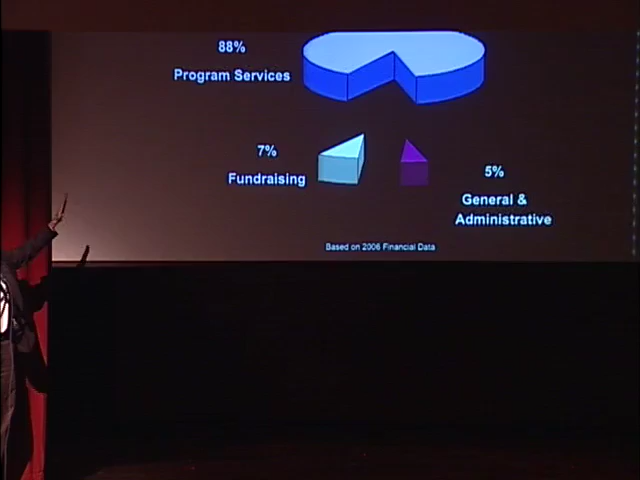 88%
Program Services
7%
Fundraising
5%
General &
Administrative
Based on 2006 Financial Data